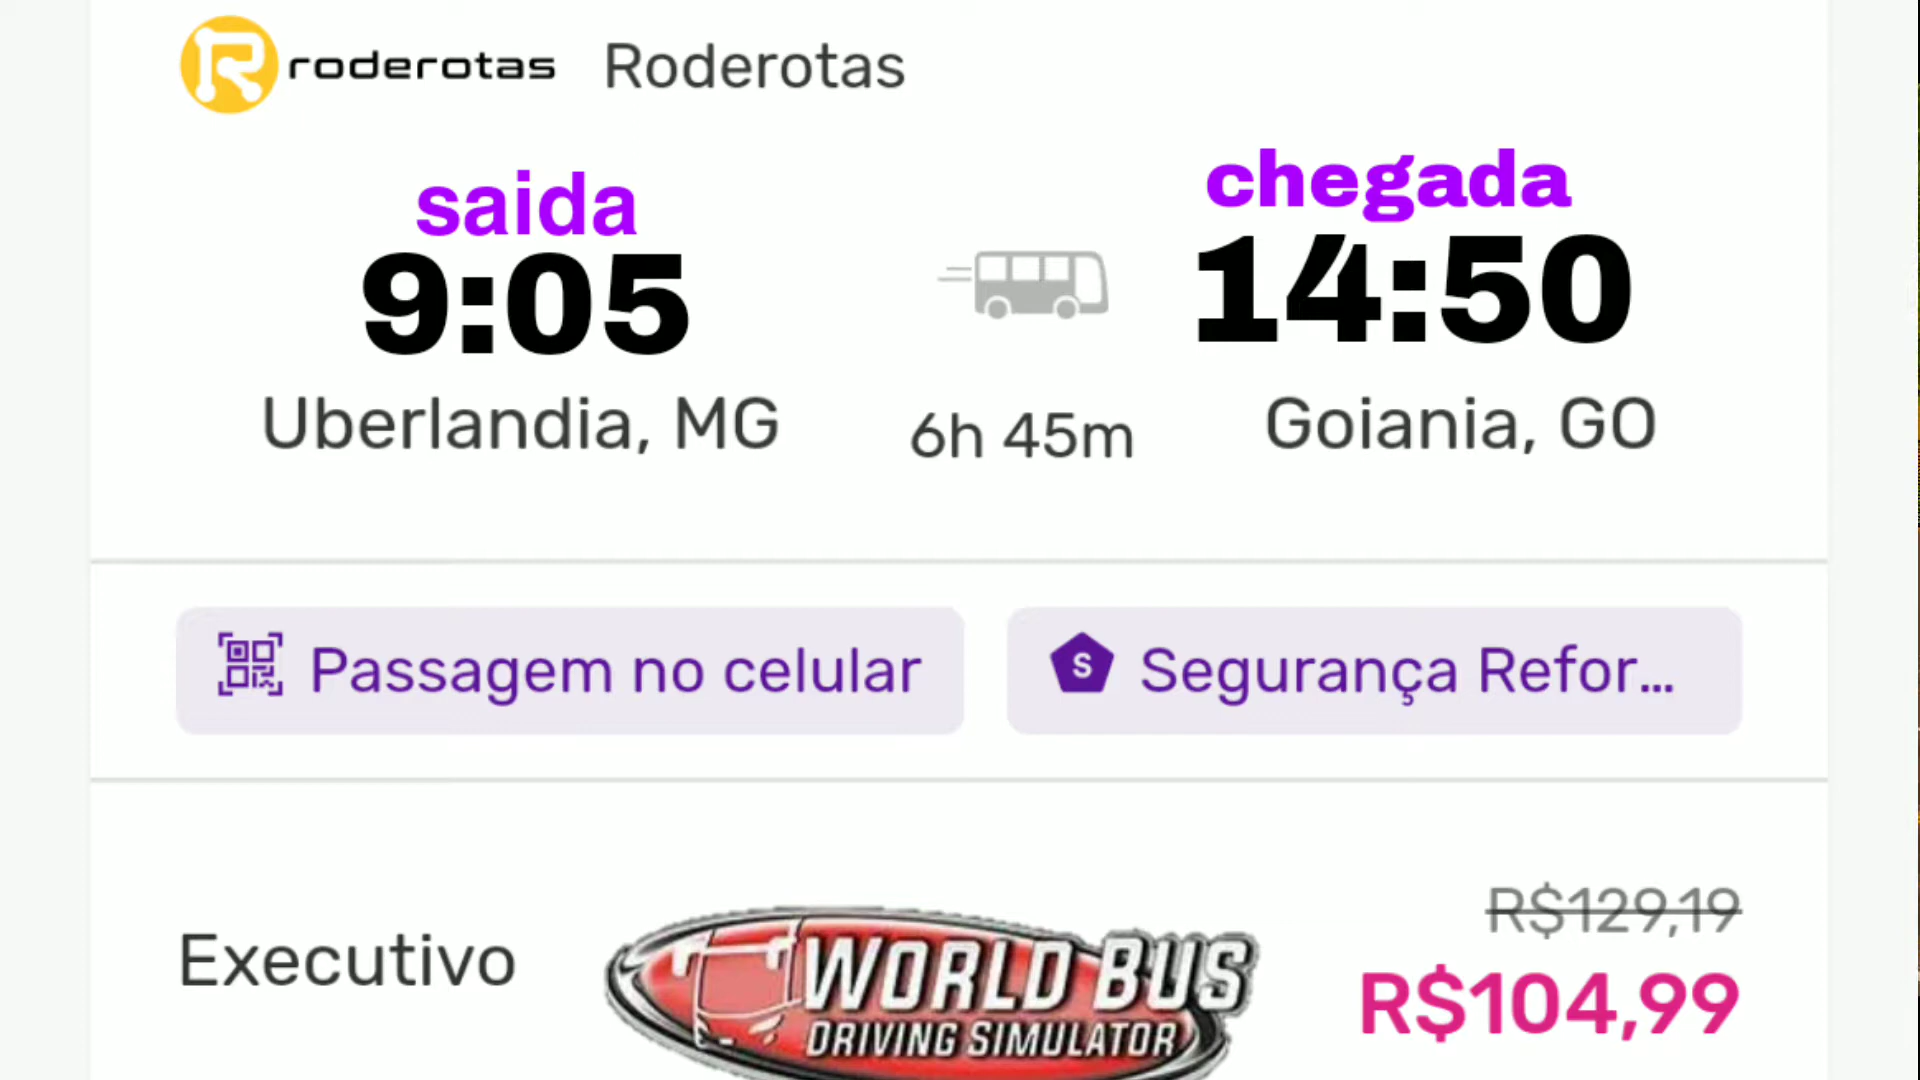 roderotas Roderotas
saida
chegada
9:05
14:50
Uberlandia, MG
6h 45m
Goiania, GO
Passagem no celular
S Segurança Refor...
R$129,19
Executivo
WORLD BUS
DRIVING SIMULATOR
R$104,99